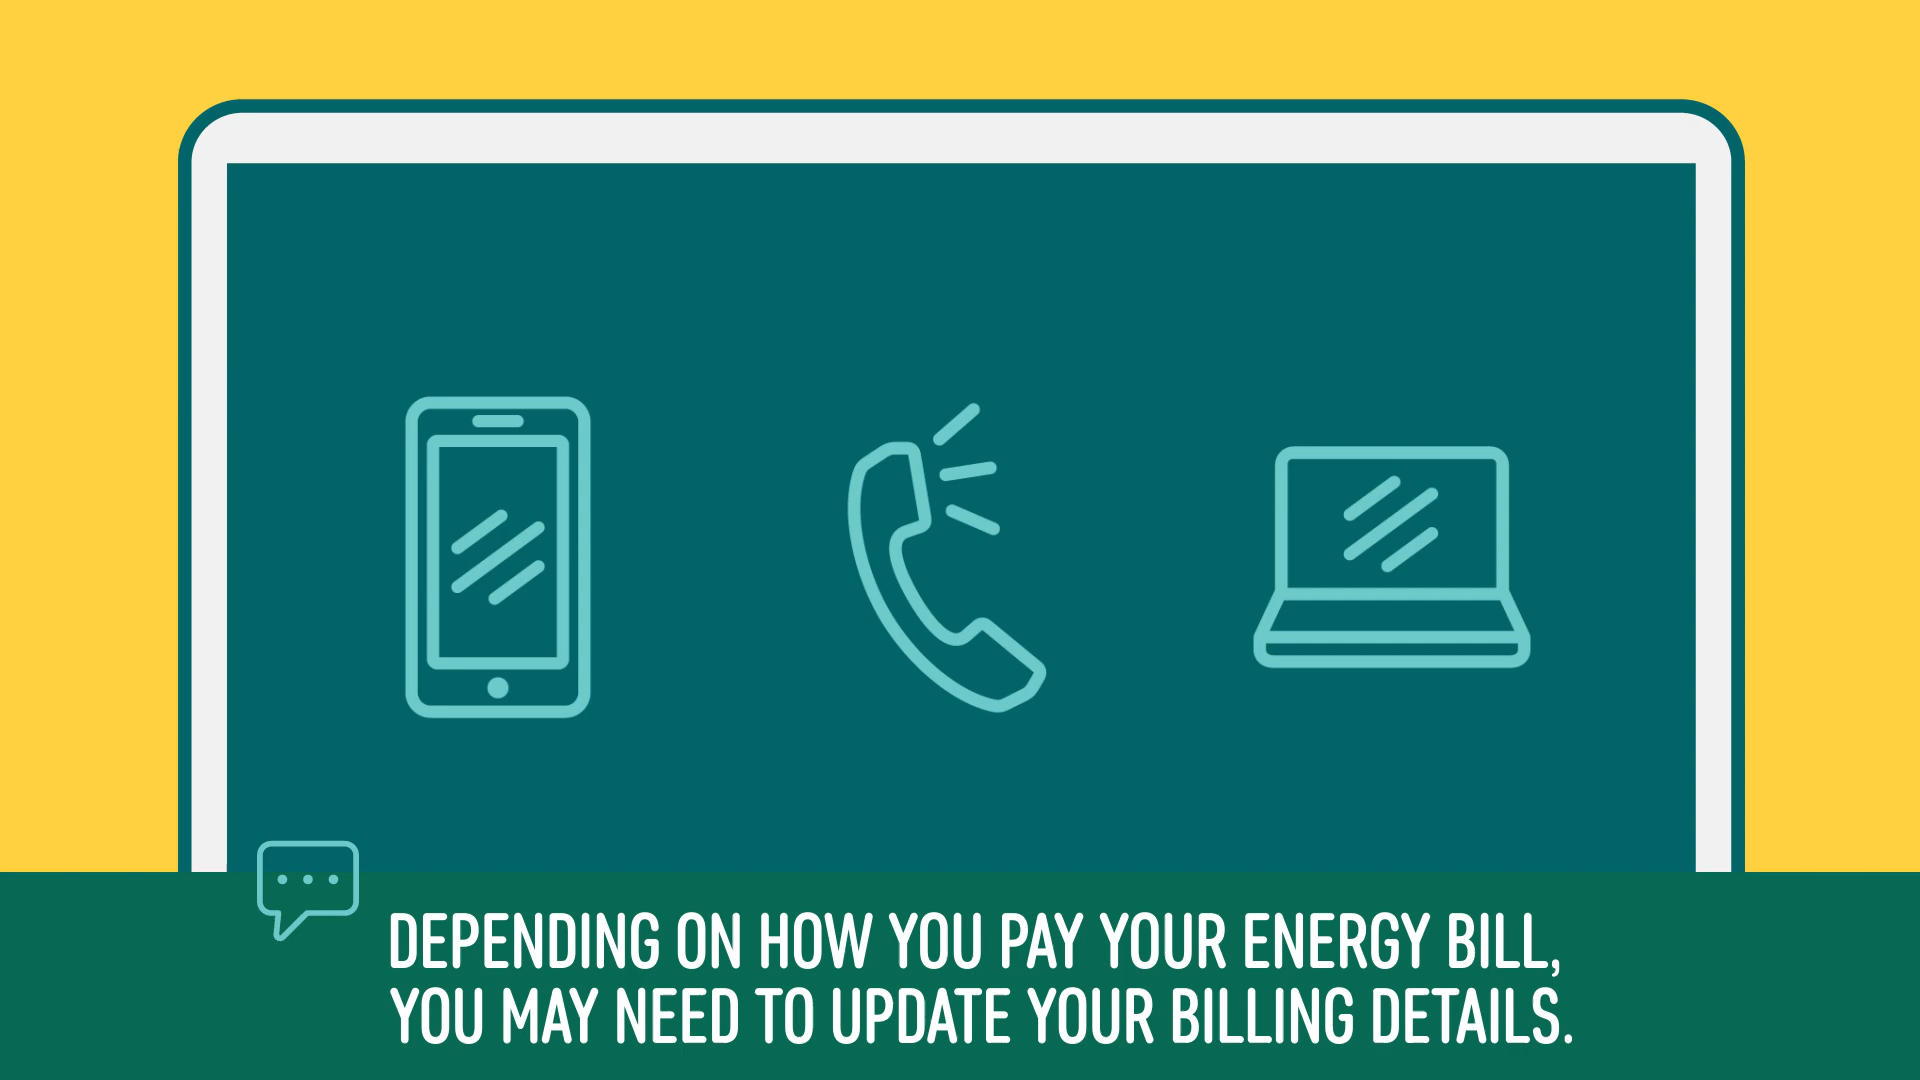 DEPENDING ON HOW YOU PAY YOUR ENERGY BILL,
YOU MAY NEED TO UPDATE YOUR BILLING DETAILS.